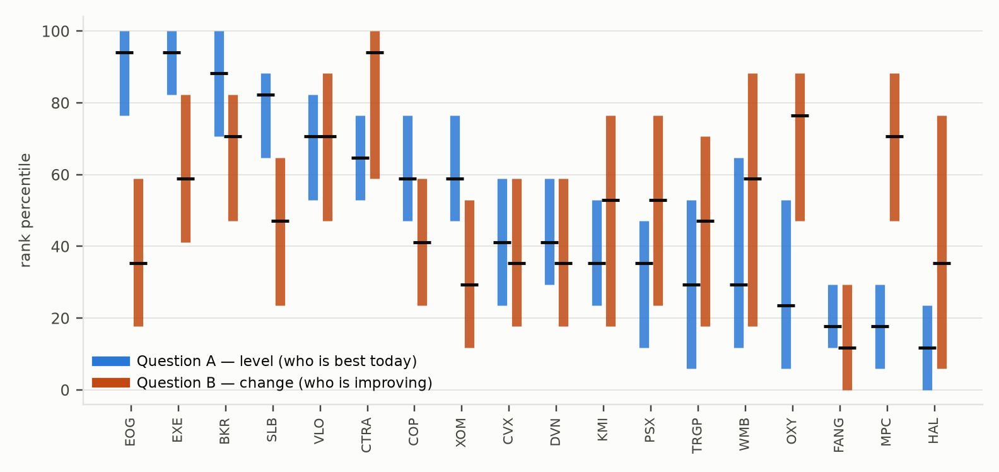 rank percentile
100
80
60
40
20
0
Question A — level (who is best today)
Question B — change (who is improving)
EOG
EXE
BKR
SLB
VLO
CTRA
COP
XOM
CVX
DVN
KMI
PSX
TRGP
WMB
OXY
FANG
MPC
HAL